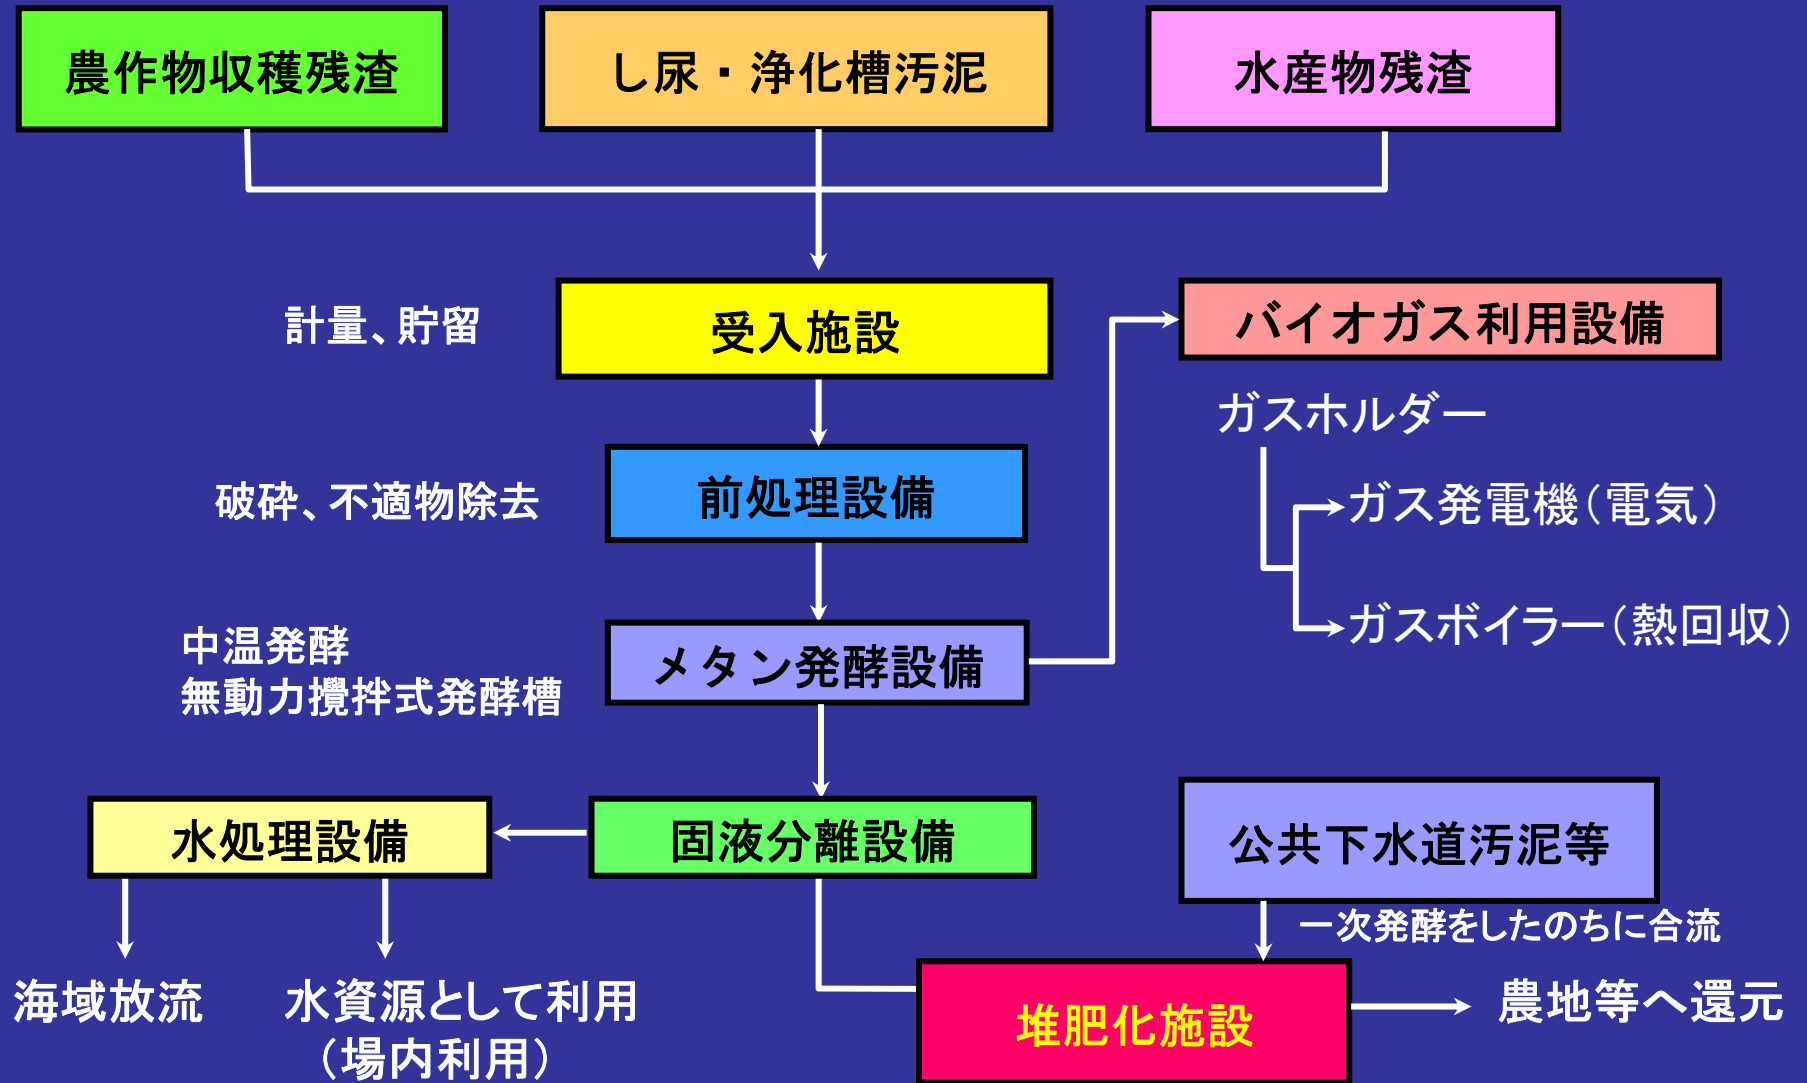 農作物収穫残渣
し尿・浄化槽汚泥
水産物残渣
計量、貯留
受入施設
バイオガス利用設備
ガスホルダー
破砕、不適物除去
前処理設備
ガス発電機(電気)
ガスボイラー(熱回収)
中温発酵
無動力攪拌式発酵槽
メタン発酵設備
水処理設備
固液分離設備
公共下水道汚泥等
一次発酵をしたのちに合流
海域放流
水資源として利用
(場内利用)
堆肥化施設
農地等へ還元